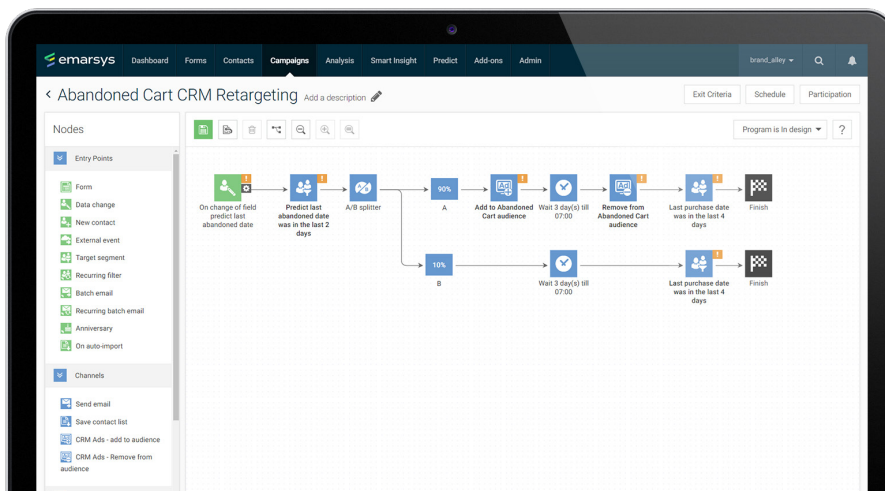 emarsys Dashboard Forms Contacts Campaigns Analysis Smart Insight Predict Add-ons Admin brand_alley
Abandoned Cart CRM Retargeting Add a description Exit Criteria Schedule Participation
Nodes
Program is In design ?
Entry Points
Form
Data change
New contact
External event
Target segment
Recurring filter
Batch email
Recurring batch email
Anniversary
On auto-import
Channels
Send email
Save contact list
CRM Ads - add to audience
CRM Ads - Remove from
audience
!
On change of field
predict last
abandoned date
!
Predict last
abandoned date
was in the last 2
days
A/B splitter
90%
A
Ad
!
Add to Abandoned
Cart audience
Wait 3 day(s) till
07:00
Ad
!
Remove from
Abandoned Cart
audience
!
Last purchase date
was in the last 4
days
Finish
10%
B
Wait 3 day(s) till
07:00
!
Last purchase date
was in the last 4
days
Finish